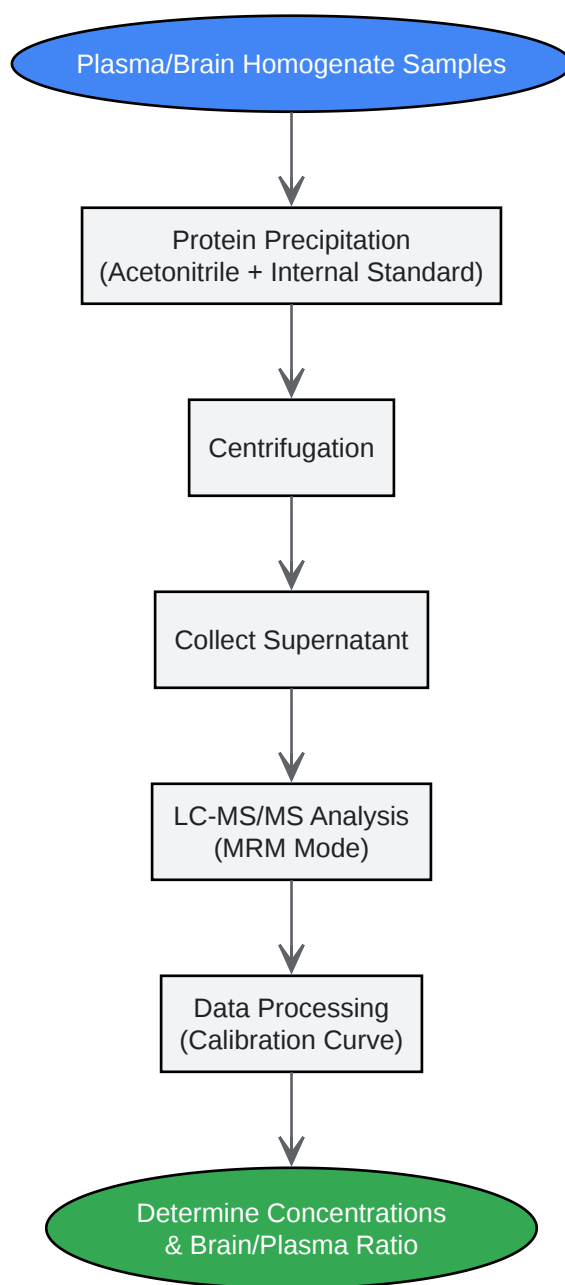 Plasma/Brain Homogenate Samples
Protein Precipitation
(Acetonitrile + Internal Standard)
Centrifugation
Collect Supernatant
LC-MS/MS Analysis
(MRM Mode)
Data Processing
(Calibration Curve)
Determine Concentrations
& Brain/Plasma Ratio